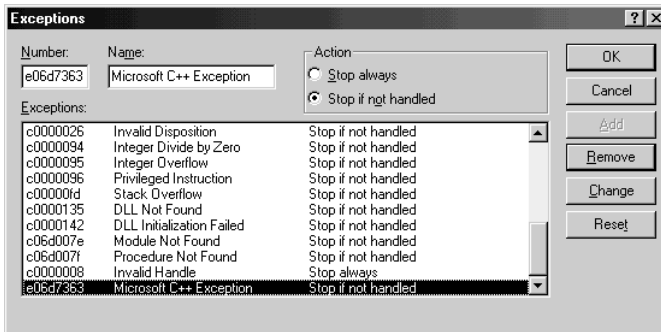 Exceptions
Number: Name: Action
e06d7363 Microsoft C++ Exception Stop always
Stop if not handled
Exceptions:
c0000026 Invalid Disposition Stop if not handled
c0000094 Integer Divide by Zero Stop if not handled
c0000095 Integer Overflow Stop if not handled
c0000096 Privileged Instruction Stop if not handled
c00000fd Stack Overflow Stop if not handled
c0000135 DLL Not Found Stop if not handled
c0000142 DLL Initialization Failed Stop if not handled
c06d007e Module Not Found Stop if not handled
c06d007f Procedure Not Found Stop if not handled
c0000008 Invalid Handle Stop always
e06d7363 Microsoft C++ Exception Stop if not handled
OK
Cancel
Add
Remove
Change
Reset